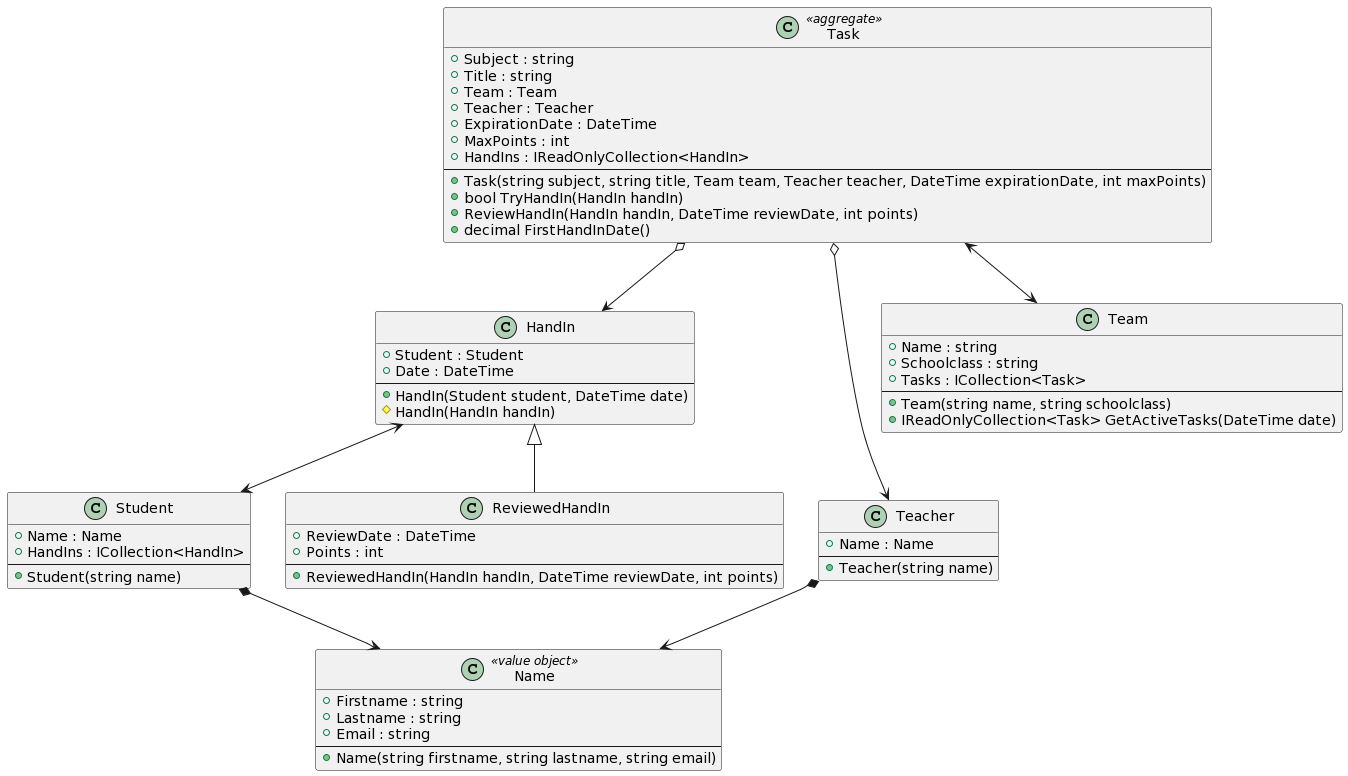 «aggregate»
C Task
Subject : string
Title : string
Team : Team
Teacher : Teacher
ExpirationDate : DateTime
MaxPoints : int
HandIns : IReadOnlyCollection<HandIn>
Task(string subject, string title, Team team, Teacher teacher, DateTime expirationDate, int maxPoints)
bool TryHandIn(HandIn handIn)
ReviewHandIn(HandIn handIn, DateTime reviewDate, int points)
decimal FirstHandInDate()
C HandIn
Student : Student
Date : DateTime
HandIn(Student student, DateTime date)
HandIn(HandIn handIn)
C Team
Name : string
Schoolclass : string
Tasks : ICollection<Task>
Team(string name, string schoolclass)
IReadOnlyCollection<Task> GetActiveTasks(DateTime date)
C Student
Name : Name
HandIns : ICollection<HandIn>
Student(string name)
C ReviewedHandIn
ReviewDate : DateTime
Points : int
ReviewedHandIn(HandIn handIn, DateTime reviewDate, int points)
C Teacher
Name : Name
Teacher(string name)
«value object»
C Name
Firstname : string
Lastname : string
Email : string
Name(string firstname, string lastname, string email)